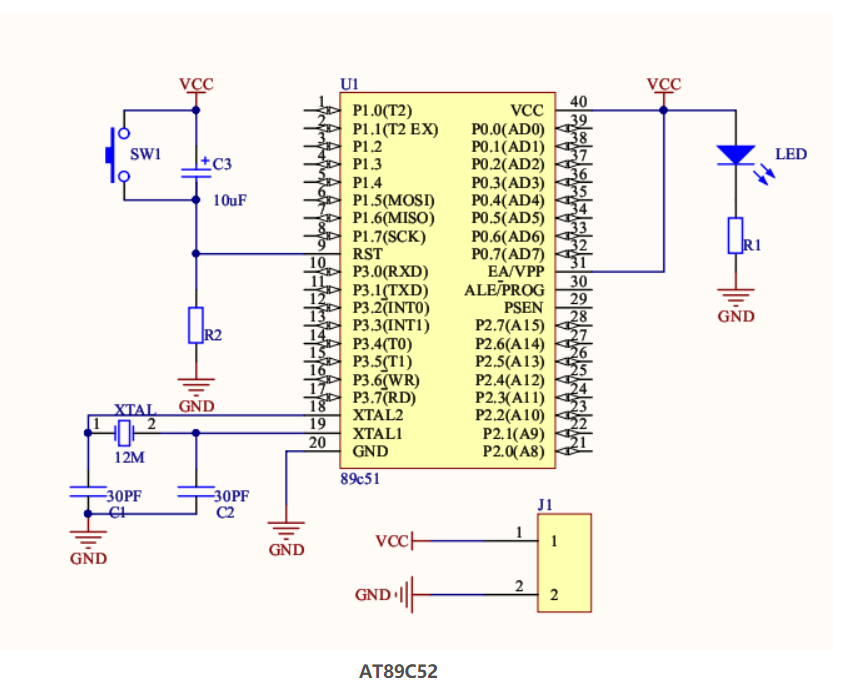 VCC
SW1
+
C3
10uF
R2
GND
XTAL
1
2
12M
30PF
C1
30PF
C2
GND
GND
U1
1 P1.0(T2)
2 P1.1(T2 EX)
3 P1.2
4 P1.3
5 P1.4
6 P1.5(MOSI)
7 P1.6(MISO)
8 P1.7(SCK)
9 RST
10 P3.0(RXD)
11 P3.1(TXD)
12 P3.2(INT0)
13 P3.3(INT1)
14 P3.4(T0)
15 P3.5(T1)
16 P3.6(WR)
17 P3.7(RD)
18 XTAL2
19 XTAL1
20 GND
VCC 40
P0.0(AD0) 39
P0.1(AD1) 38
P0.2(AD2) 37
P0.3(AD3) 36
P0.4(AD4) 35
P0.5(AD5) 34
P0.6(AD6) 33
P0.7(AD7) 32
EA/VPP 31
ALE/PROG 30
PSEN 29
P2.7(A15) 28
P2.6(A14) 27
P2.5(A13) 26
P2.4(A12) 25
P2.3(A11) 24
P2.2(A10) 23
P2.1(A9) 22
P2.0(A8) 21
89c51
VCC
LED
R1
GND
J1
VCC 1 1
GND 2 2
AT89C52